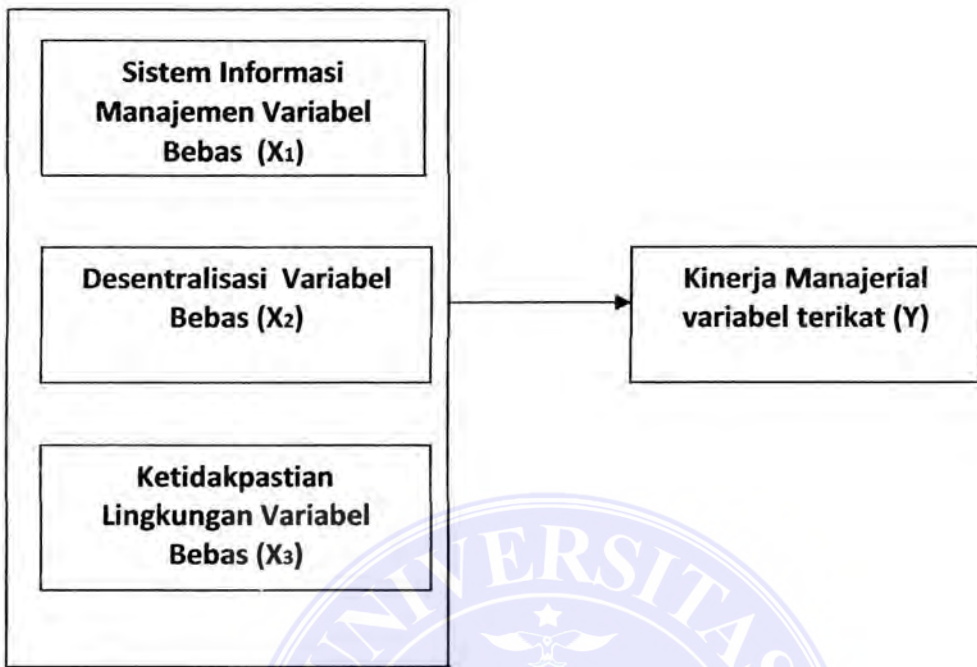 Sistem Informasi
Manajemen Variabel
Bebas (X1)
Desentralisasi Variabel
Bebas (X2)
Kinerja Manajerial
variabel terikat (Y)
Ketidakpastian
Lingkungan Variabel
Bebas (X3)
UNIVERSITAS